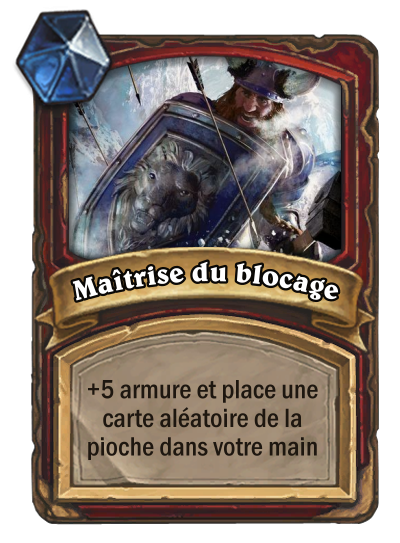 Maîtrise du blocage
+5 armure et place une
carte aléatoire de la
pioche dans votre main